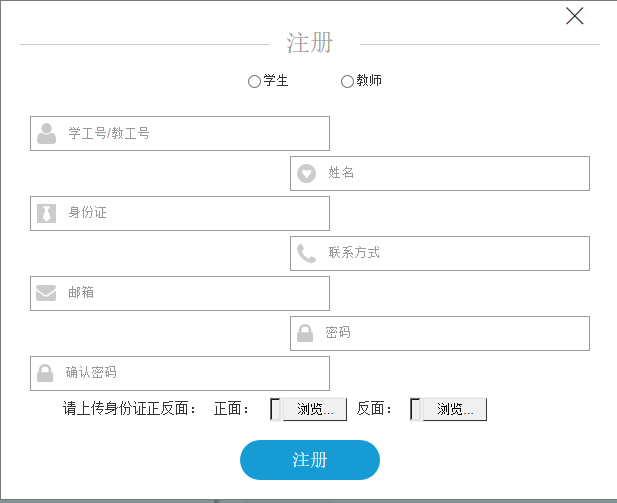 注册
学生 教师
学工号/教工号
姓名
身份证
联系方式
邮箱
密码
确认密码
请上传身份证正反面： 正面： 浏览... 反面： 浏览...
注册